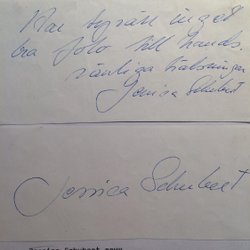 Har tyvärr inget
bra foto till hands.
vänliga hälsningar
Jessica Schubert
Jessica Schubert